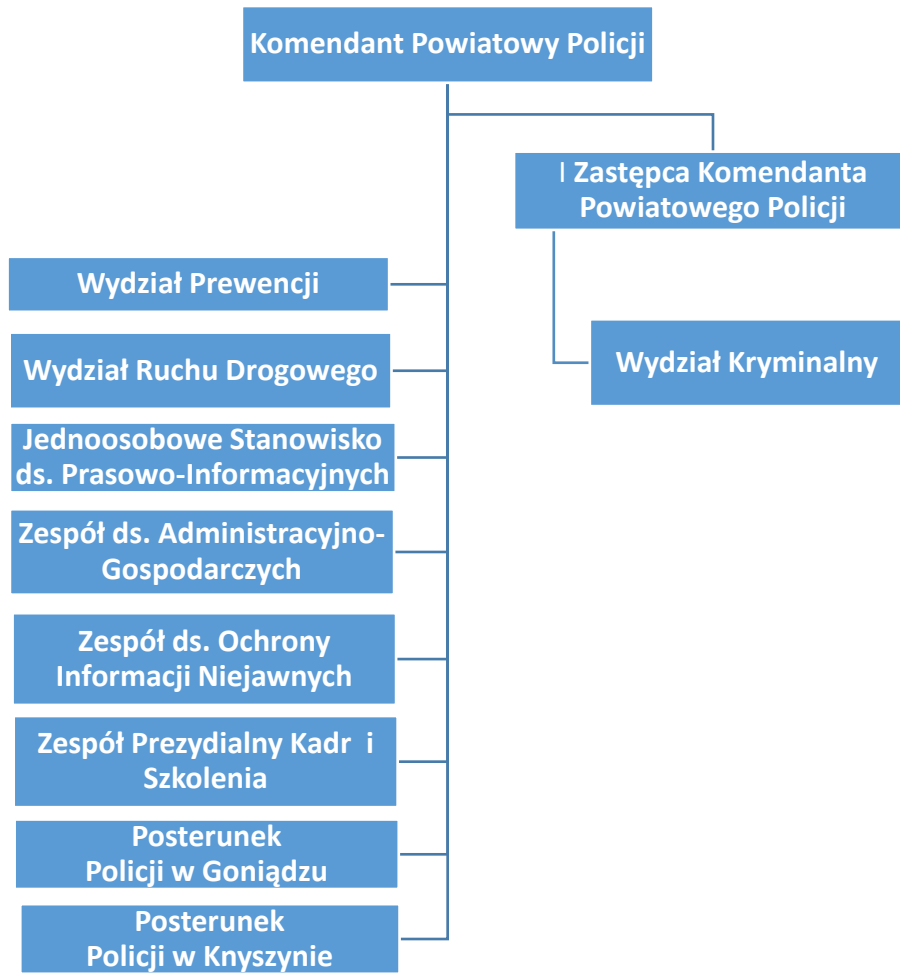 Komendant Powiatowy Policji
I Zastępca Komendanta
Powiatowego Policji
Wydział Prewencji
Wydział Ruchu Drogowego
Wydział Kryminalny
Jednoosobowe Stanowisko
ds. Prasowo-Informacyjnych
Zespół ds. Administracyjno-
Gospodarczych
Zespół ds. Ochrony
Informacji Niejawnych
Zespół Prezydialny Kadr i
Szkolenia
Posterunek
Policji w Goniądzu
Posterunek
Policji w Knyszynie